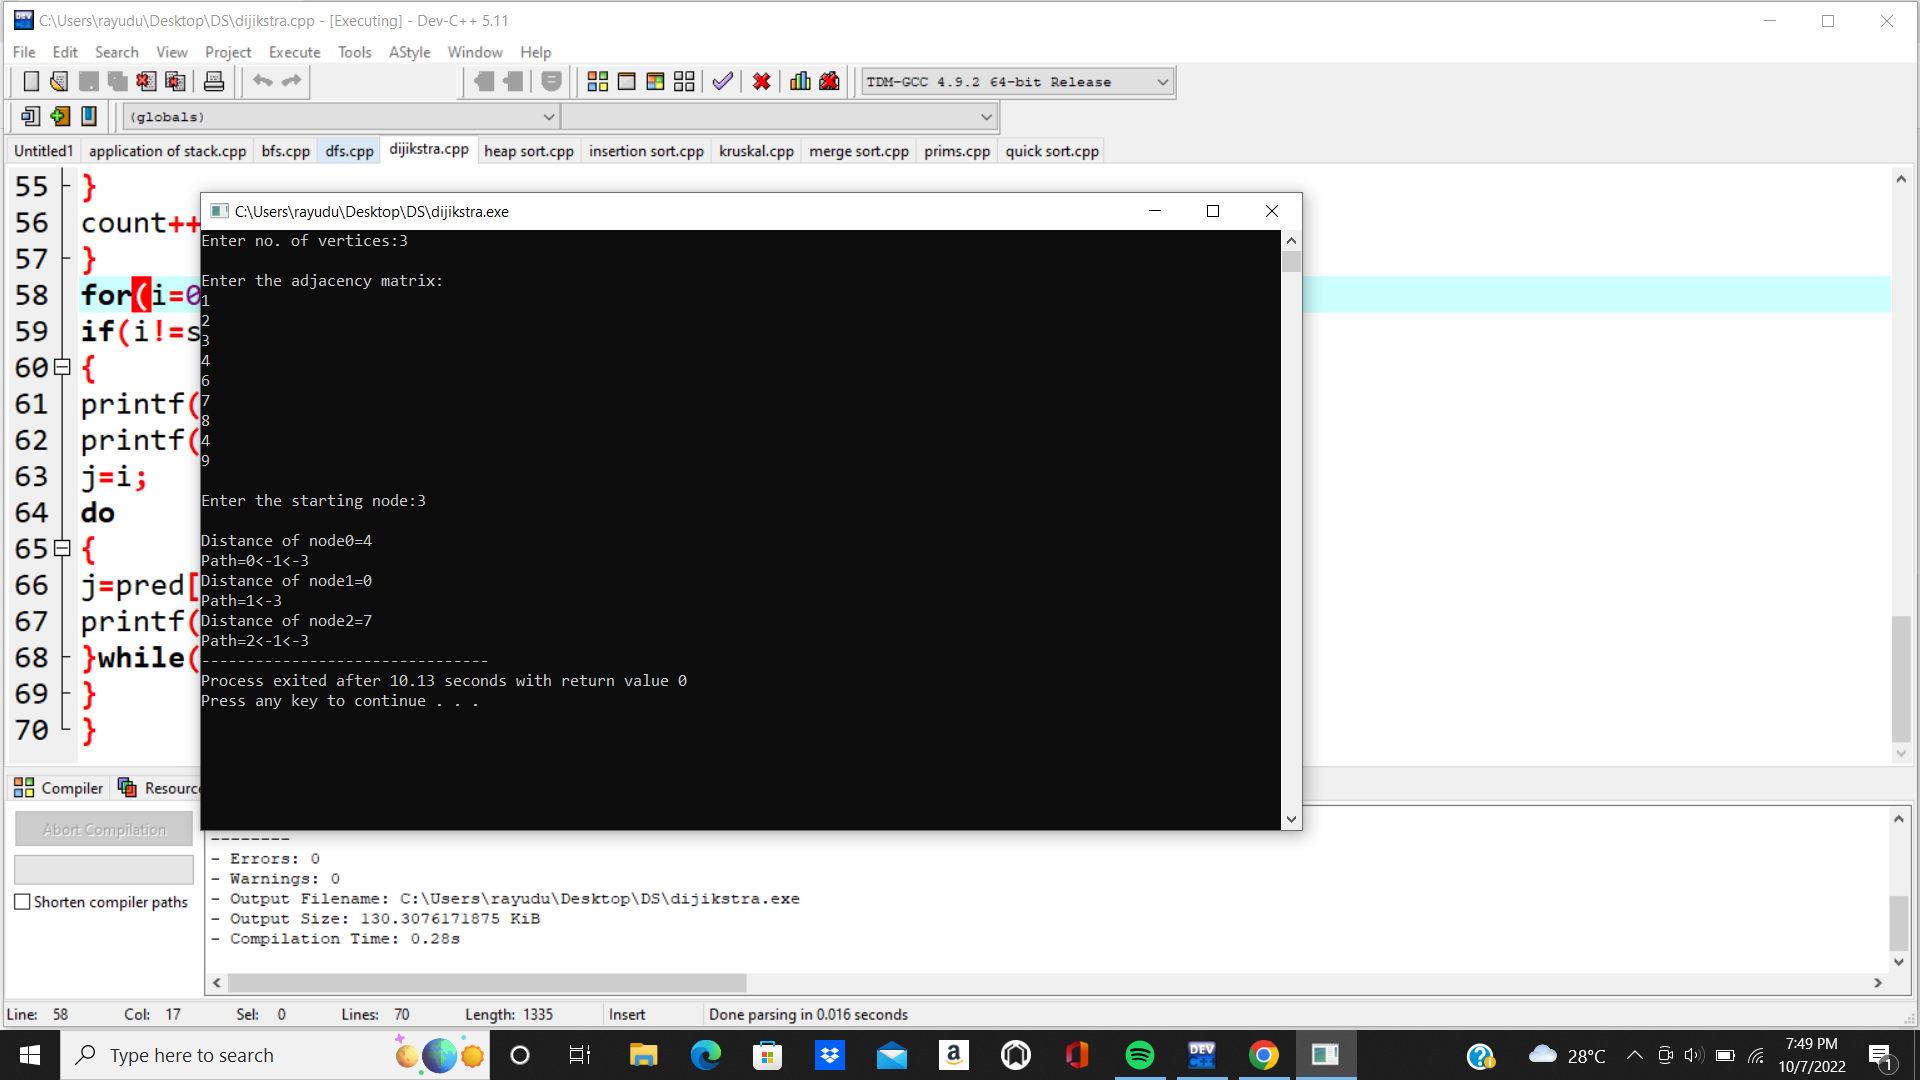 C:\Users\rayudu\Desktop\DS\dijikstra.cpp - [Executing] - Dev-C++ 5.11
File Edit Search View Project Execute Tools AStyle Window Help
TDM-GCC 4.9.2 64-bit Release
(globals)
Untitled1 application of stack.cpp bfs.cpp dfs.cpp dijikstra.cpp heap sort.cpp insertion sort.cpp kruskal.cpp merge sort.cpp prims.cpp quick sort.cpp
55 }
56 count++
57 }
58 for(i=0
59 if(i!=s
60 {
61 printf(
62 printf(
63 j=i;
64 do
65 {
66 j=pred[
67 printf(
68 }while(
69 }
70 }
C:\Users\rayudu\Desktop\DS\dijikstra.exe
Enter no. of vertices:3
Enter the adjacency matrix:
1
2
3
4
6
7
8
4
9
Enter the starting node:3
Distance of node0=4
Path=0<-1<-3
Distance of node1=0
Path=1<-3
Distance of node2=7
Path=2<-1<-3
--------------------------------
Process exited after 10.13 seconds with return value 0
Press any key to continue . . .
Compiler Resourc
Abort Compilation
Shorten compiler paths
--------
- Errors: 0
- Warnings: 0
- Output Filename: C:\Users\rayudu\Desktop\DS\dijikstra.exe
- Output Size: 130.3076171875 KiB
- Compilation Time: 0.28s
Line: 58 Col: 17 Sel: 0 Lines: 70 Length: 1335 Insert Done parsing in 0.016 seconds
Type here to search
DEV
28°C
7:49 PM
10/7/2022
1